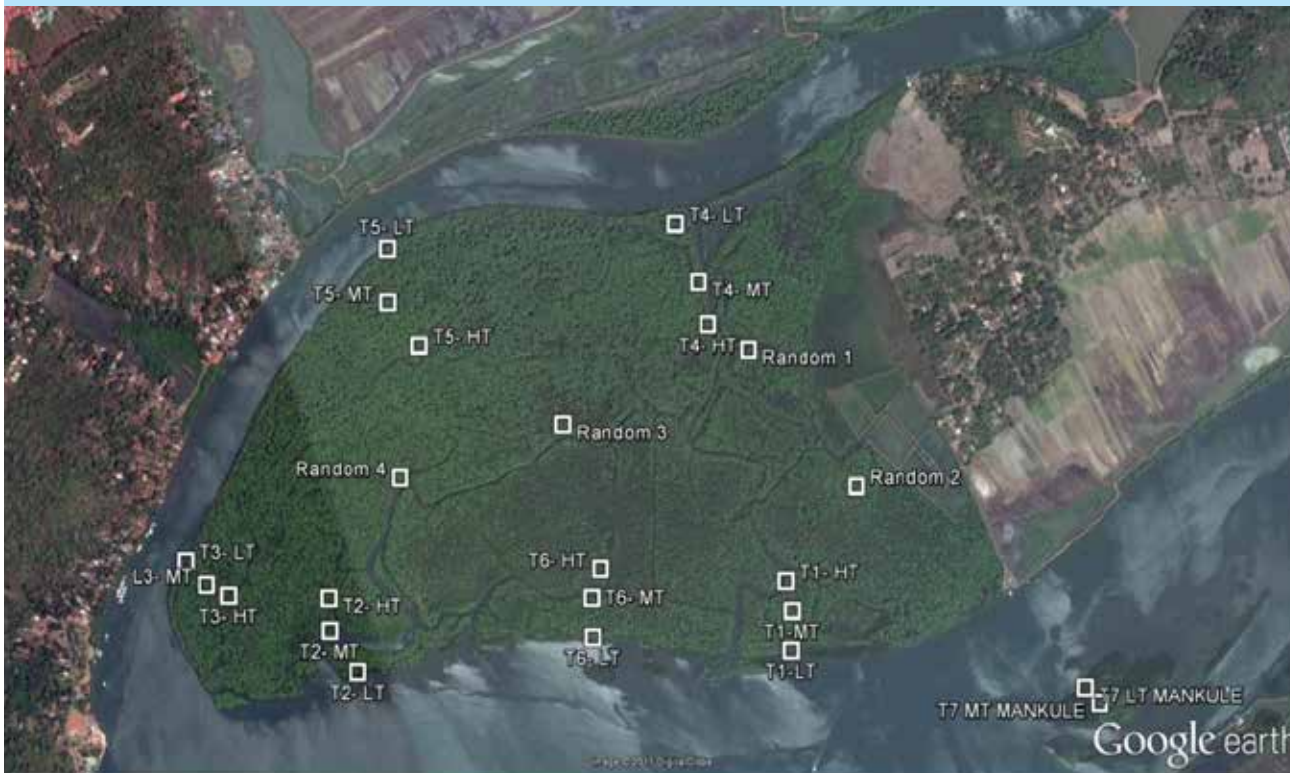 T4- LT
T5- LT
T4- MT
T5- MT
T5- HT
T4- HT
Random 1
Random 3
Random 4
Random 2
T3- LT
T6- HT
L3- MT
T1- HT
T6- MT
T2- HT
T3- HT
T1-MT
T2- MT
T6- LT
T1-LT
T2- LT
T7 LT MANKULE
T7 MT MANKULE
Google earth